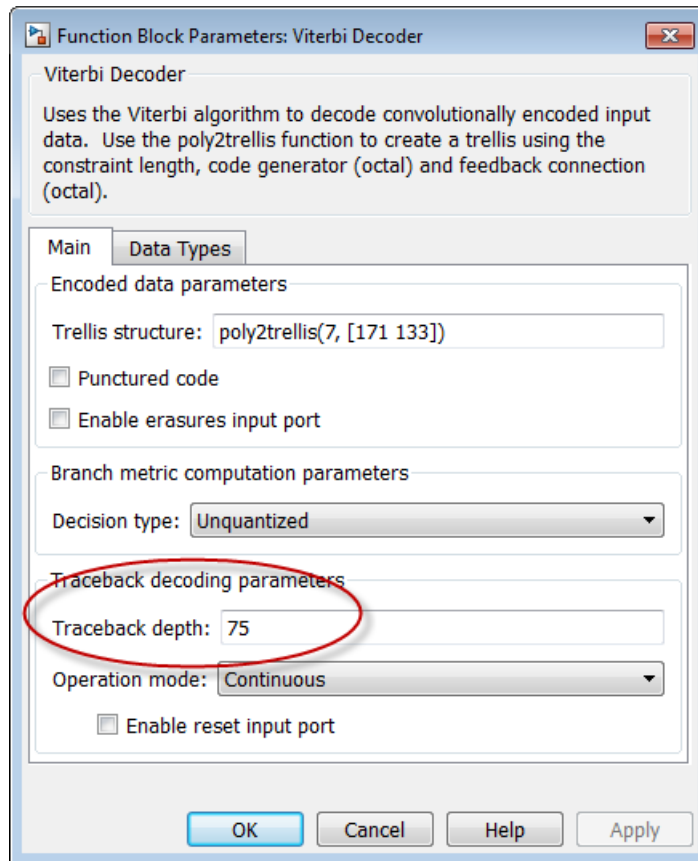 Function Block Parameters: Viterbi Decoder
Viterbi Decoder
Uses the Viterbi algorithm to decode convolutionally encoded input
data. Use the poly2trellis function to create a trellis using the
constraint length, code generator (octal) and feedback connection
(octal).
Main Data Types
Encoded data parameters
Trellis structure: poly2trellis(7, [171 133])
Punctured code
Enable erasures input port
Branch metric computation parameters
Decision type: Unquantized
Traceback decoding parameters
Traceback depth: 75
Operation mode: Continuous
Enable reset input port
OK Cancel Help Apply